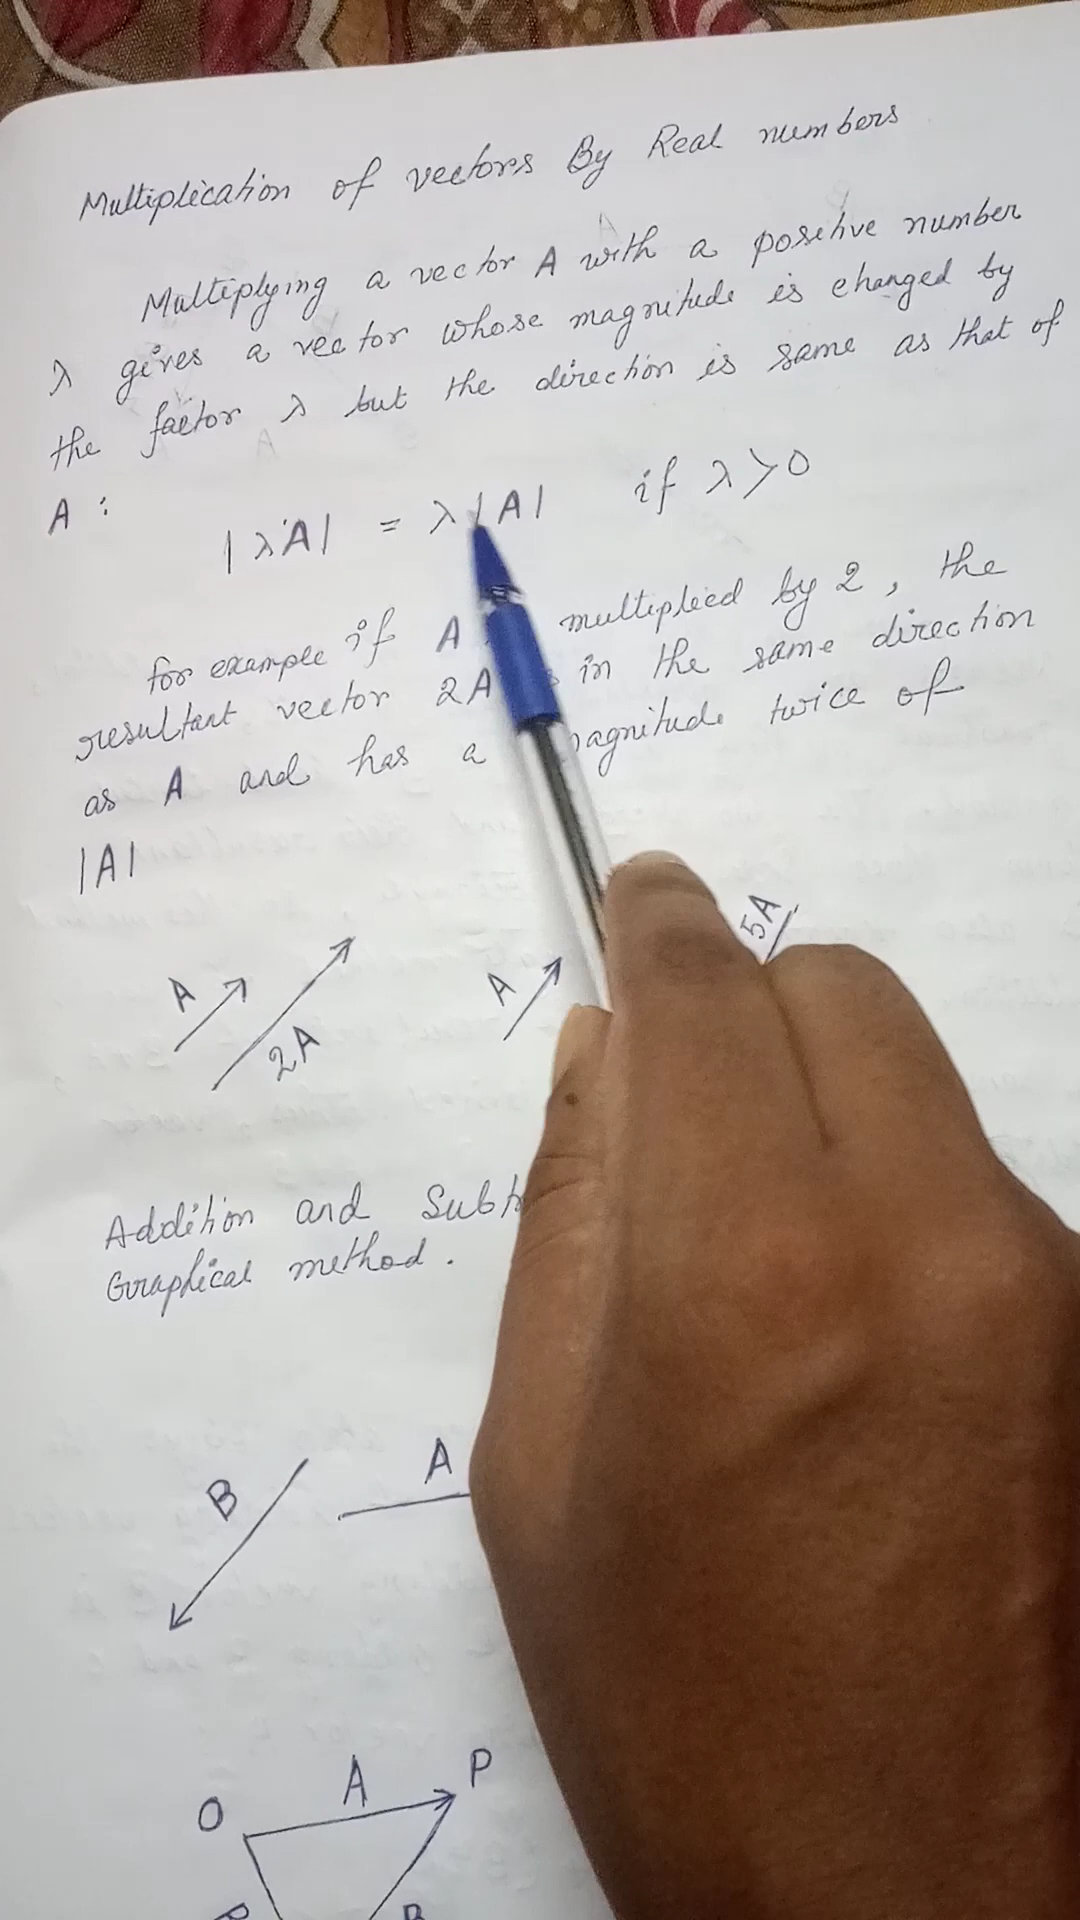 Multiplication of vectors By Real numbers
Multiplying a vector A with a positive number
λ gives a vector whose magnitude is changed by
the factor λ but the direction is same as that of
A :
|λA| = λ|A| if λ>0
for example if A multiplied by 2, the
resultant vector 2A in the same direction
as A and has a magnitude twice of
|A|
A
2A
A
5A
Addition and
Graphical method.
B
A
O
A
P
R
B